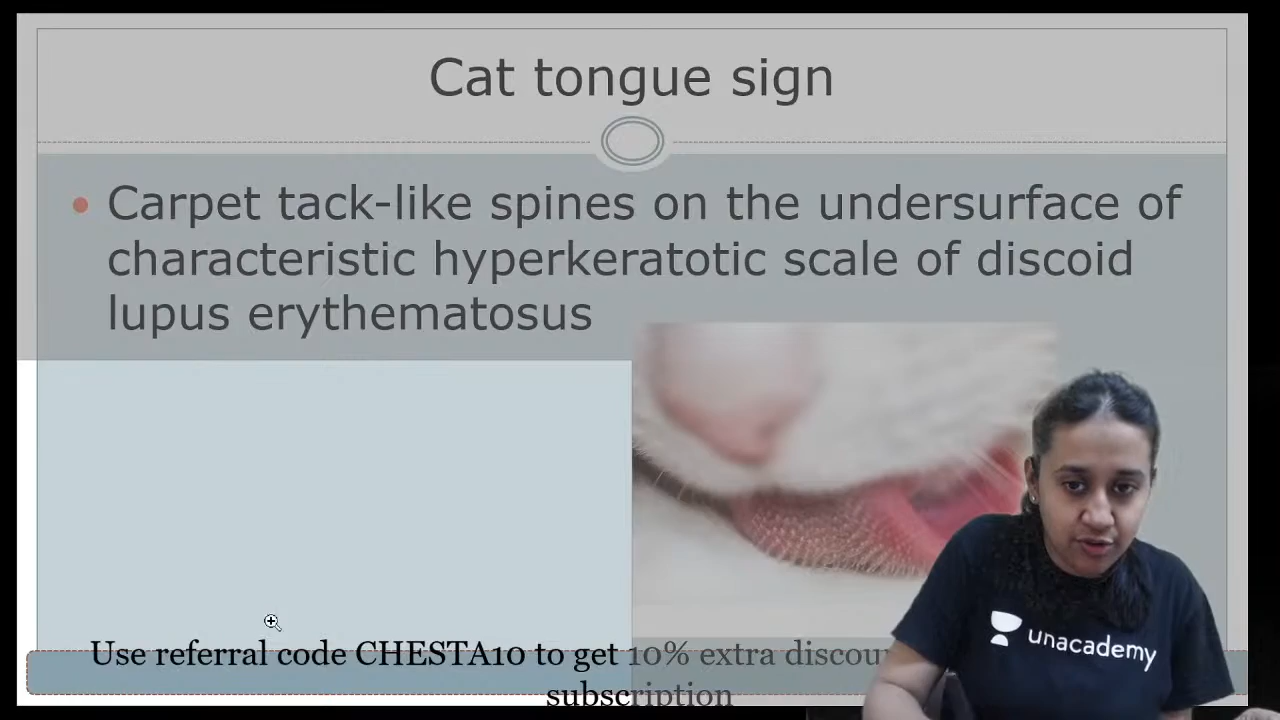 Cat tongue sign
• Carpet tack-like spines on the undersurface of
characteristic hyperkeratotic scale of discoid
lupus erythematosus
unacademy
Use referral code CHESTA10 to get 10% extra
subscription